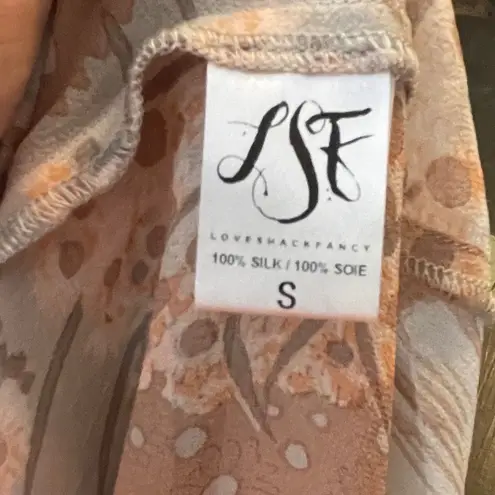 LSF
LOVESHACKFANCY
100% SILK / 100% SOIE
S